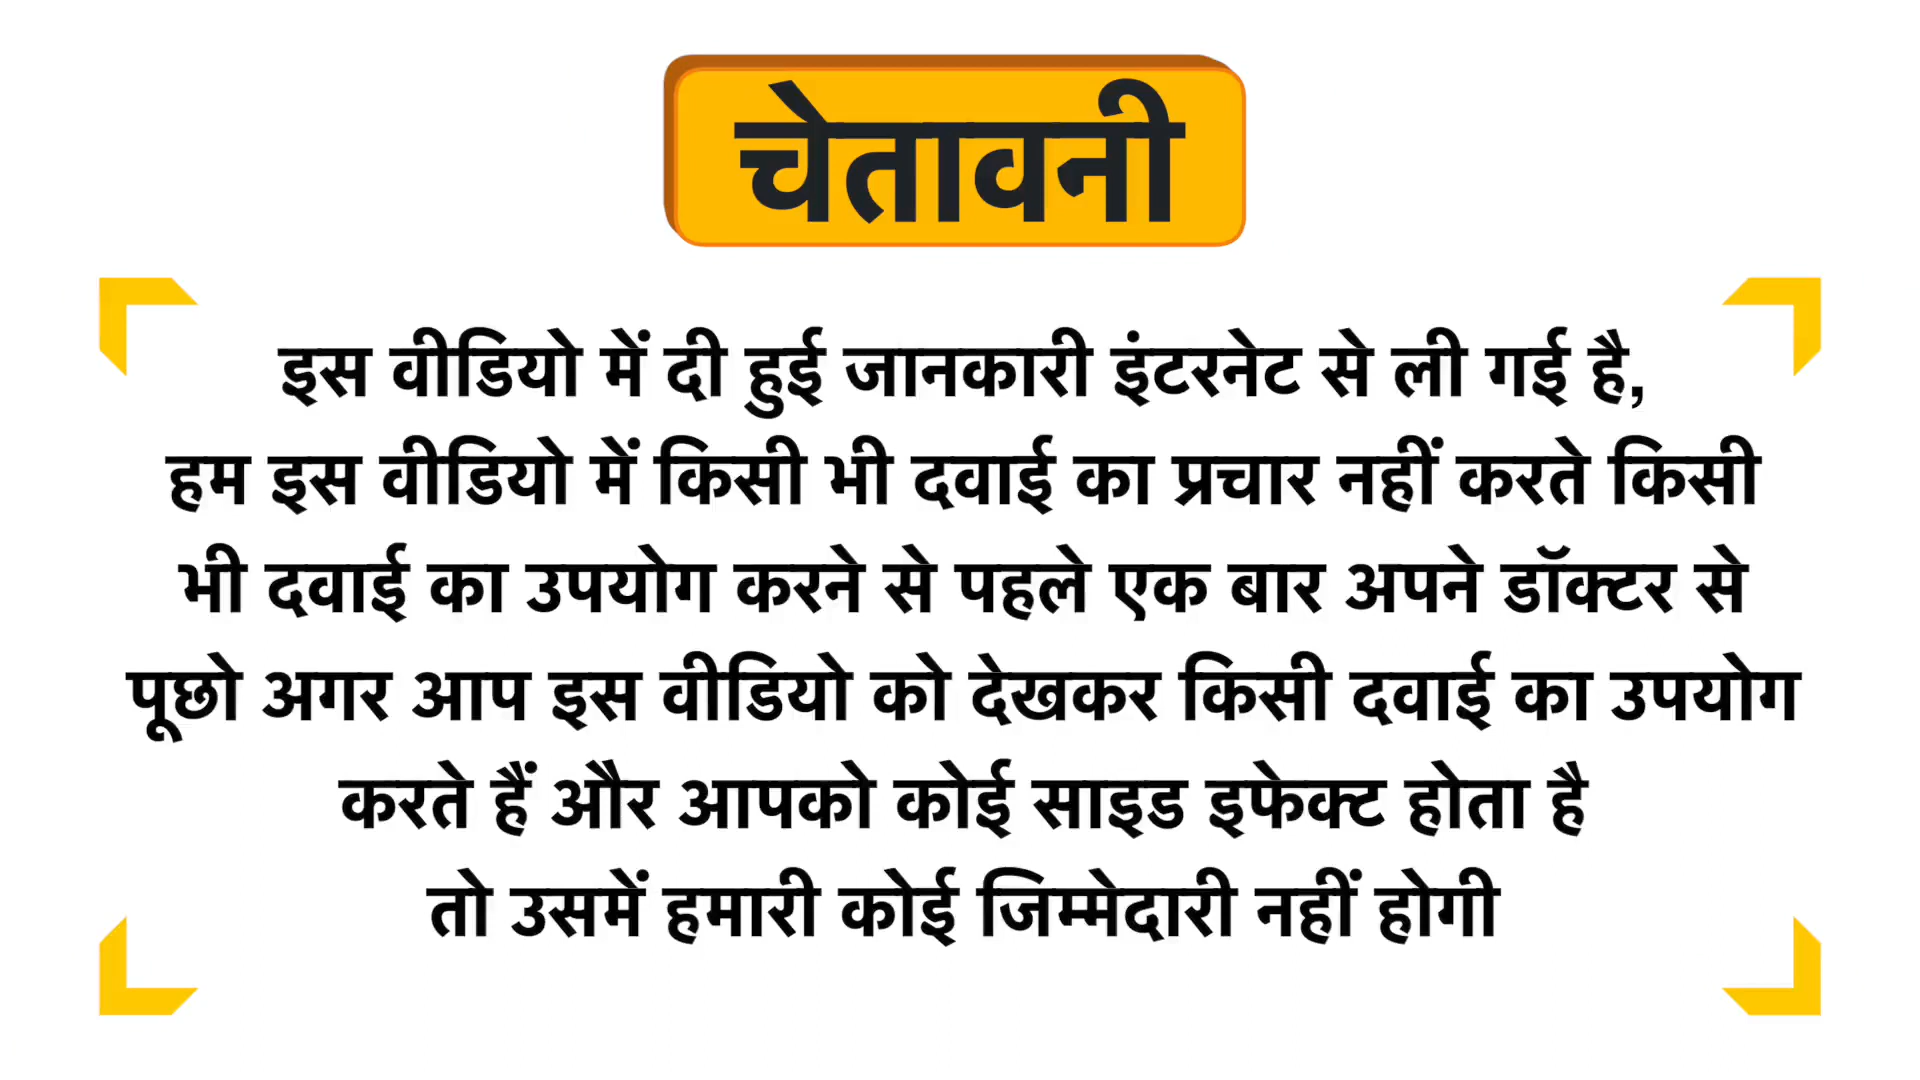 चेतावनी
इस वीडियो में दी हुई जानकारी इंटरनेट से ली गई है,
हम इस वीडियो में किसी भी दवाई का प्रचार नहीं करते किसी
भी दवाई का उपयोग करने से पहले एक बार अपने डॉक्टर से
पूछो अगर आप इस वीडियो को देखकर किसी दवाई का उपयोग
करते हैं और आपको कोई साइड इफेक्ट होता है
तो उसमें हमारी कोई जिम्मेदारी नहीं होगी